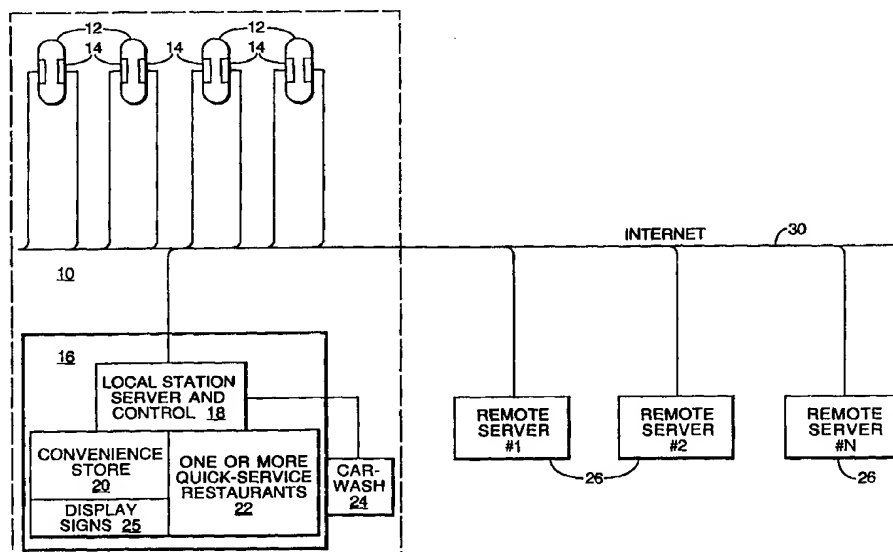 12
12
14
14
14
INTERNET
30
10
16
LOCAL STATION
SERVER AND
CONTROL 18
CONVENIENCE
STORE
20
DISPLAY
SIGNS 25
ONE OR MORE
QUICK-SERVICE
RESTAURANTS
22
CAR-
WASH
24
REMOTE
SERVER
#1
REMOTE
SERVER
#2
REMOTE
SERVER
#N
26
26